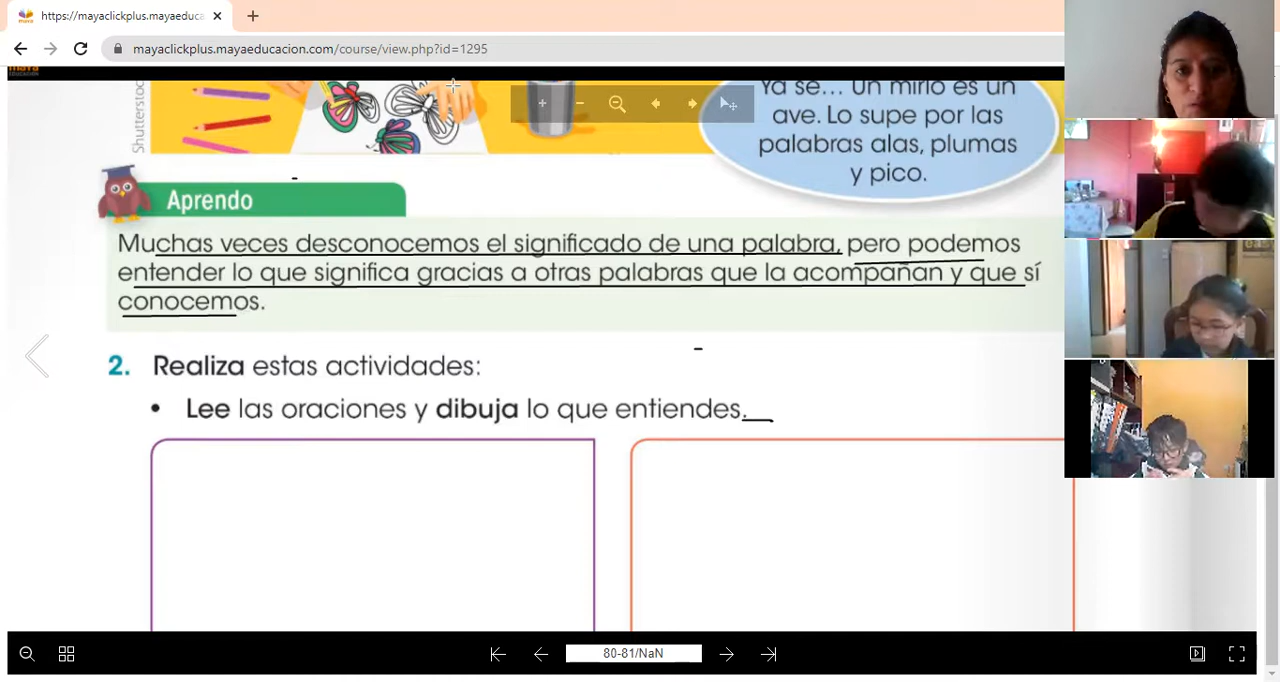 https://mayaclickplus.mayaeduca
mayaclickplus.mayaeducacion.com/course/view.php?id=1295
Shutterstoc
Ya sé... Un mirlo es un
ave. Lo supe por las
palabras alas, plumas
y pico.
Aprendo
Muchas veces desconocemos el significado de una palabra, pero podemos
entender lo que significa gracias a otras palabras que la acompañan y que sí
conocemos.
2. Realiza estas actividades:
• Lee las oraciones y dibuja lo que entiendes.
80-81/NaN